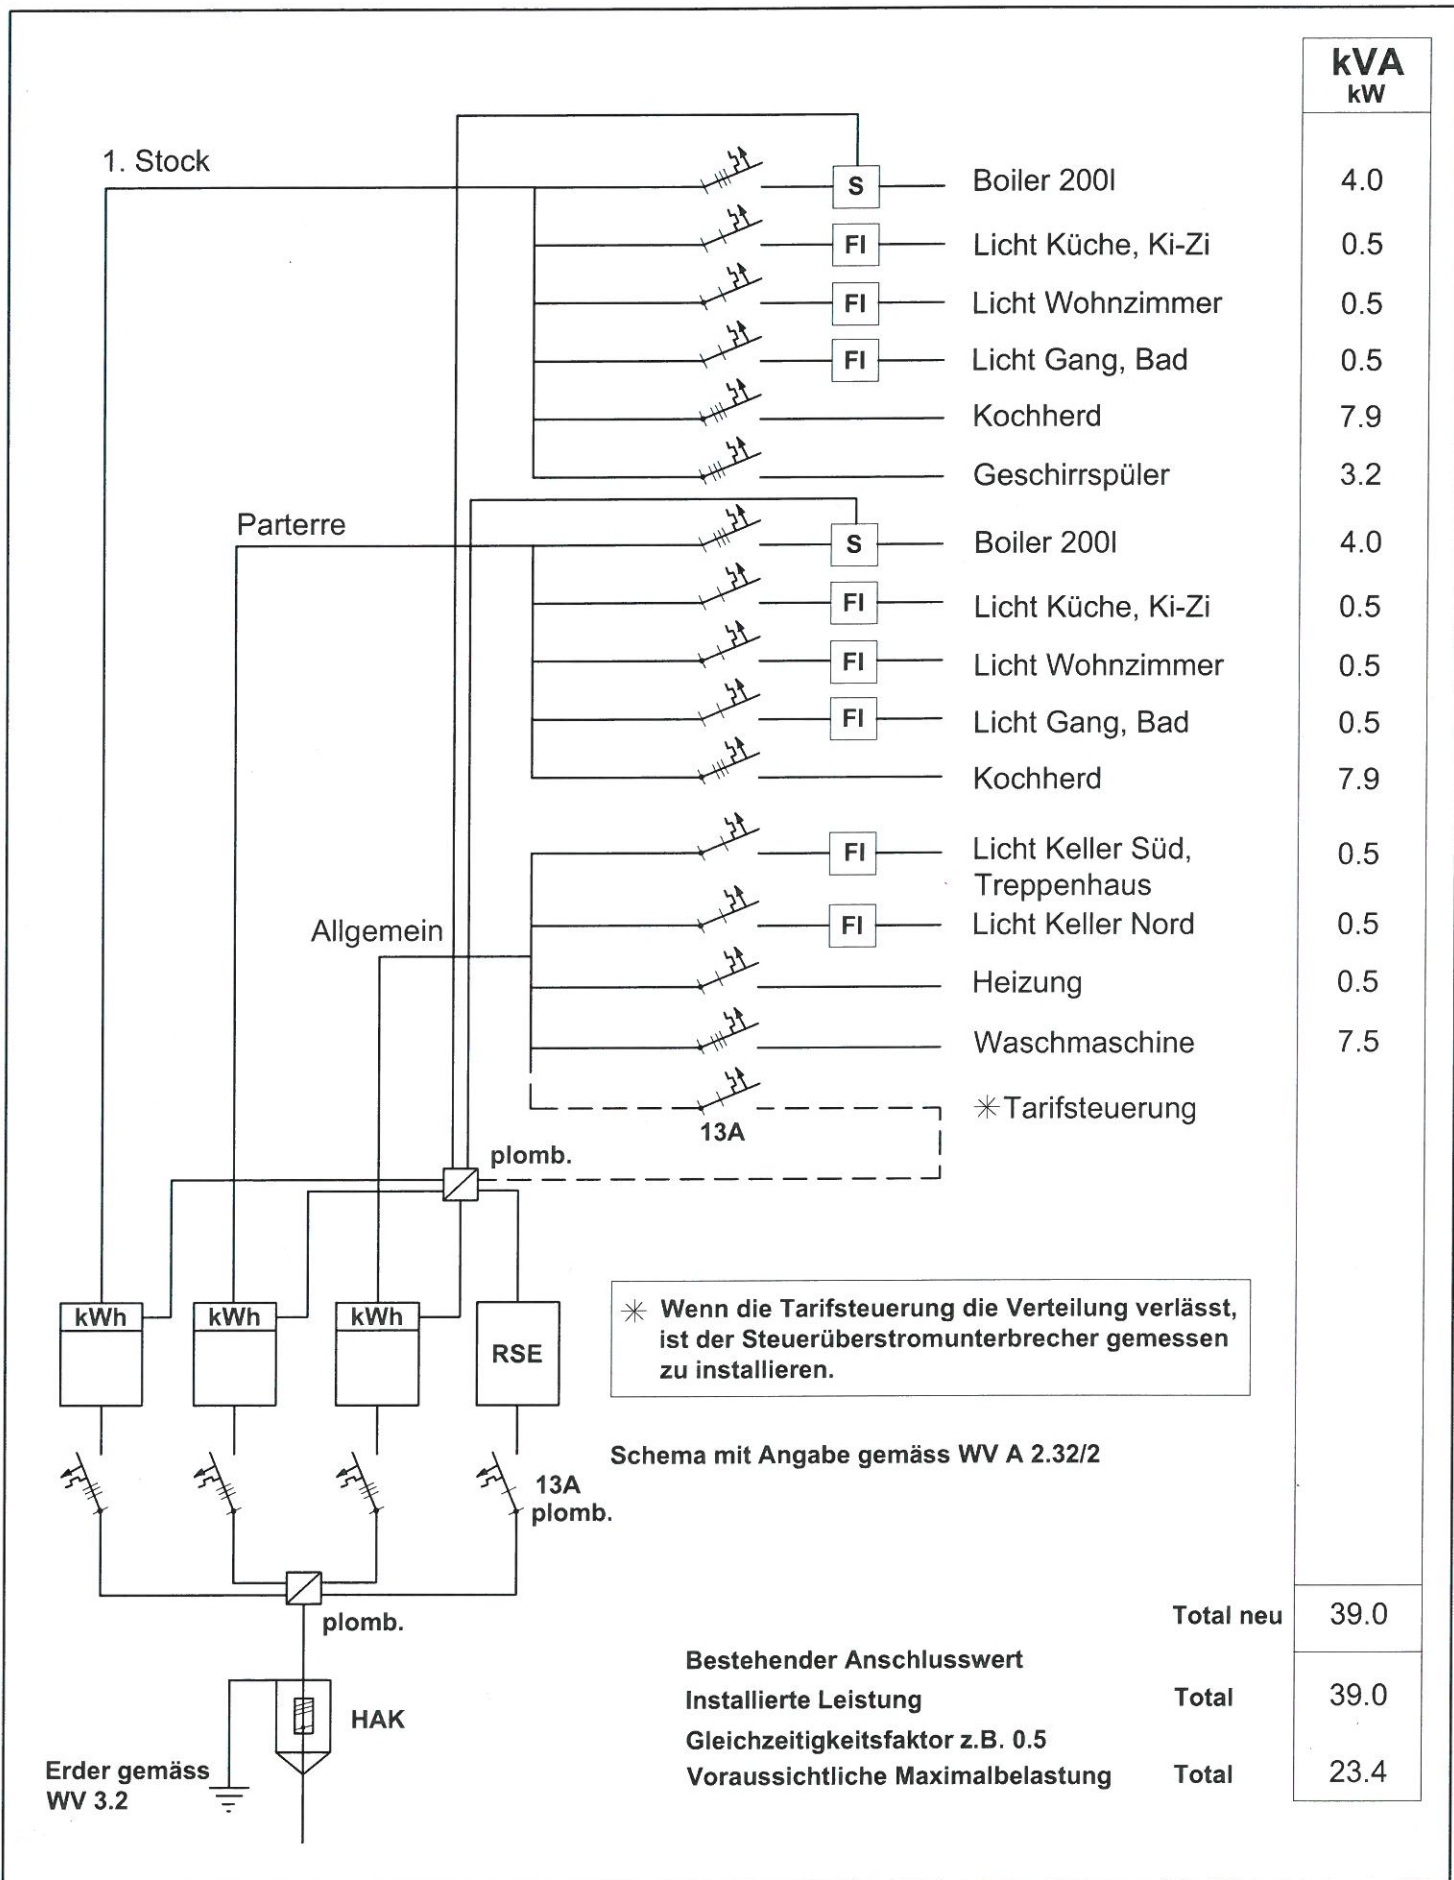 kVA
kW
1. Stock
S Boiler 200l 4.0
FI Licht Küche, Ki-Zi 0.5
FI Licht Wohnzimmer 0.5
FI Licht Gang, Bad 0.5
Kochherd 7.9
Geschirrspüler 3.2
Parterre
S Boiler 200l 4.0
FI Licht Küche, Ki-Zi 0.5
FI Licht Wohnzimmer 0.5
FI Licht Gang, Bad 0.5
Kochherd 7.9
FI Licht Keller Süd, 0.5
Treppenhaus
Allgemein
FI Licht Keller Nord 0.5
Heizung 0.5
Waschmaschine 7.5
* Tarifsteuerung
13A
plomb.
kWh kWh kWh
RSE
* Wenn die Tarifsteuerung die Verteilung verlässt,
ist der Steuerüberstromunterbrecher gemessen
zu installieren.
Schema mit Angabe gemäss WV A 2.32/2
13A
plomb.
plomb.
Total neu 39.0
Bestehender Anschlusswert
Installierte Leistung Total 39.0
HAK
Gleichzeitigkeitsfaktor z.B. 0.5
Voraussichtliche Maximalbelastung Total 23.4
Erder gemäss
WV 3.2